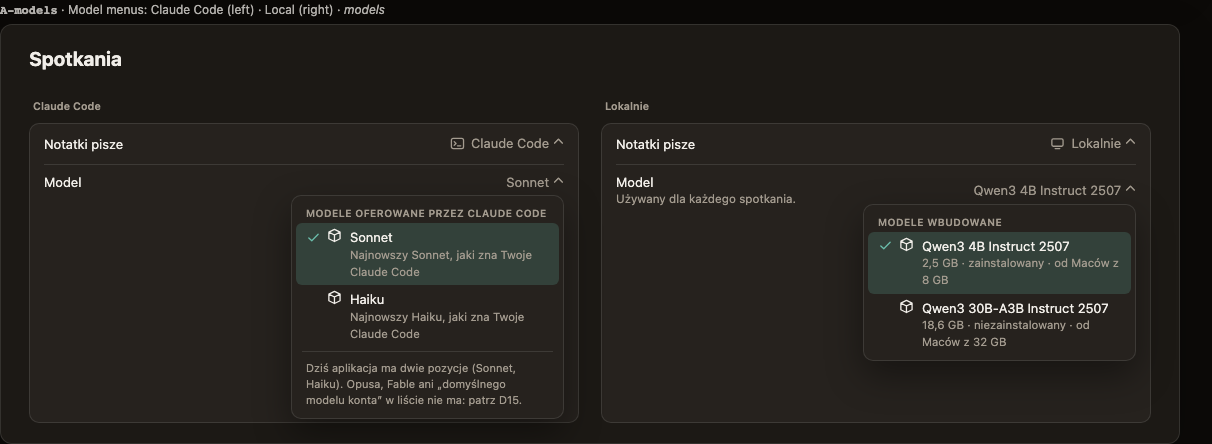 A-models · Model menus: Claude Code (left) · Local (right) · models
Spotkania
Claude Code
Notatki pisze
Claude Code
Model
Sonnet
MODELE OFEROWANE PRZEZ CLAUDE CODE
Sonnet
Najnowszy Sonnet, jaki zna Twoje
Claude Code
Haiku
Najnowszy Haiku, jaki zna Twoje
Claude Code
Dziś aplikacja ma dwie pozycje (Sonnet,
Haiku). Opusa, Fable ani „domyślnego
modelu konta” w liście nie ma: patrz D15.
Lokalnie
Notatki pisze
Lokalnie
Model
Używany dla każdego spotkania.
Qwen3 4B Instruct 2507
MODELE WBUDOWANE
Qwen3 4B Instruct 2507
2,5 GB · zainstalowany · od Maców z
8 GB
Qwen3 30B-A3B Instruct 2507
18,6 GB · niezainstalowany · od
Maców z 32 GB